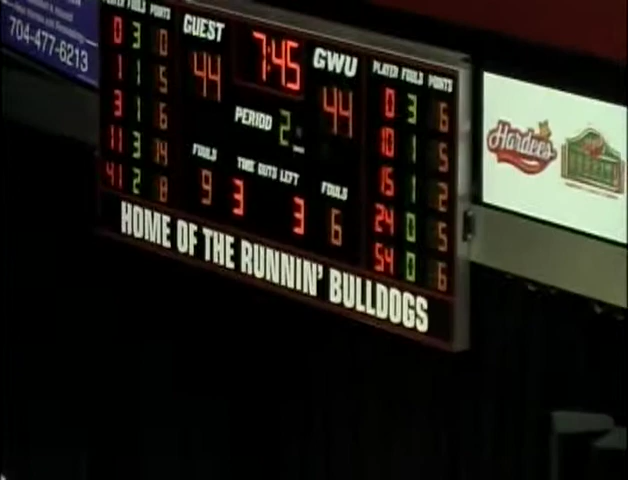 704-477-6213
PLAYER FOULS POINTS
0 3 0
1 1 5
3 1 6
11 3 14
41 2 8
GUEST 7:45 GWU
44 44
PERIOD 2
FOULS TIME OUTS LEFT FOULS
9 3 3 6
PLAYER FOULS POINTS
0 3 6
10 1 5
15 1 2
24 0 5
54 0 6
HOME OF THE RUNNIN' BULLDOGS
Hardee's